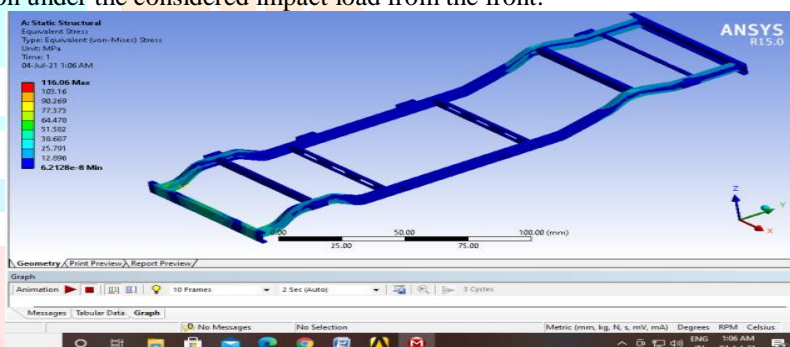 on under the considered impact load from the front.
A: Static Structural
Equivalent Stress
Type: Equivalent (von-Mises) Stress
Unit: MPa
Time: 1
04-Jul-21 1:06 AM
ANSYS
R15.0
116.06 Max
103.16
90.269
77.373
64.478
51.582
38.687
25.791
12.896
6.2128e-8 Min
Z
Y
X
0.00 50.00 100.00 (mm)
25.00 75.00
Geometry Print Preview Report Preview
Graph
Animation 10 Frames 2 Sec (Auto) 3 Cycles
Messages Tabular Data Graph
No Messages No Selection Metric (mm, kg, N, s, mV, mA) Degrees RPM Celsius
ENG 1:06 AM